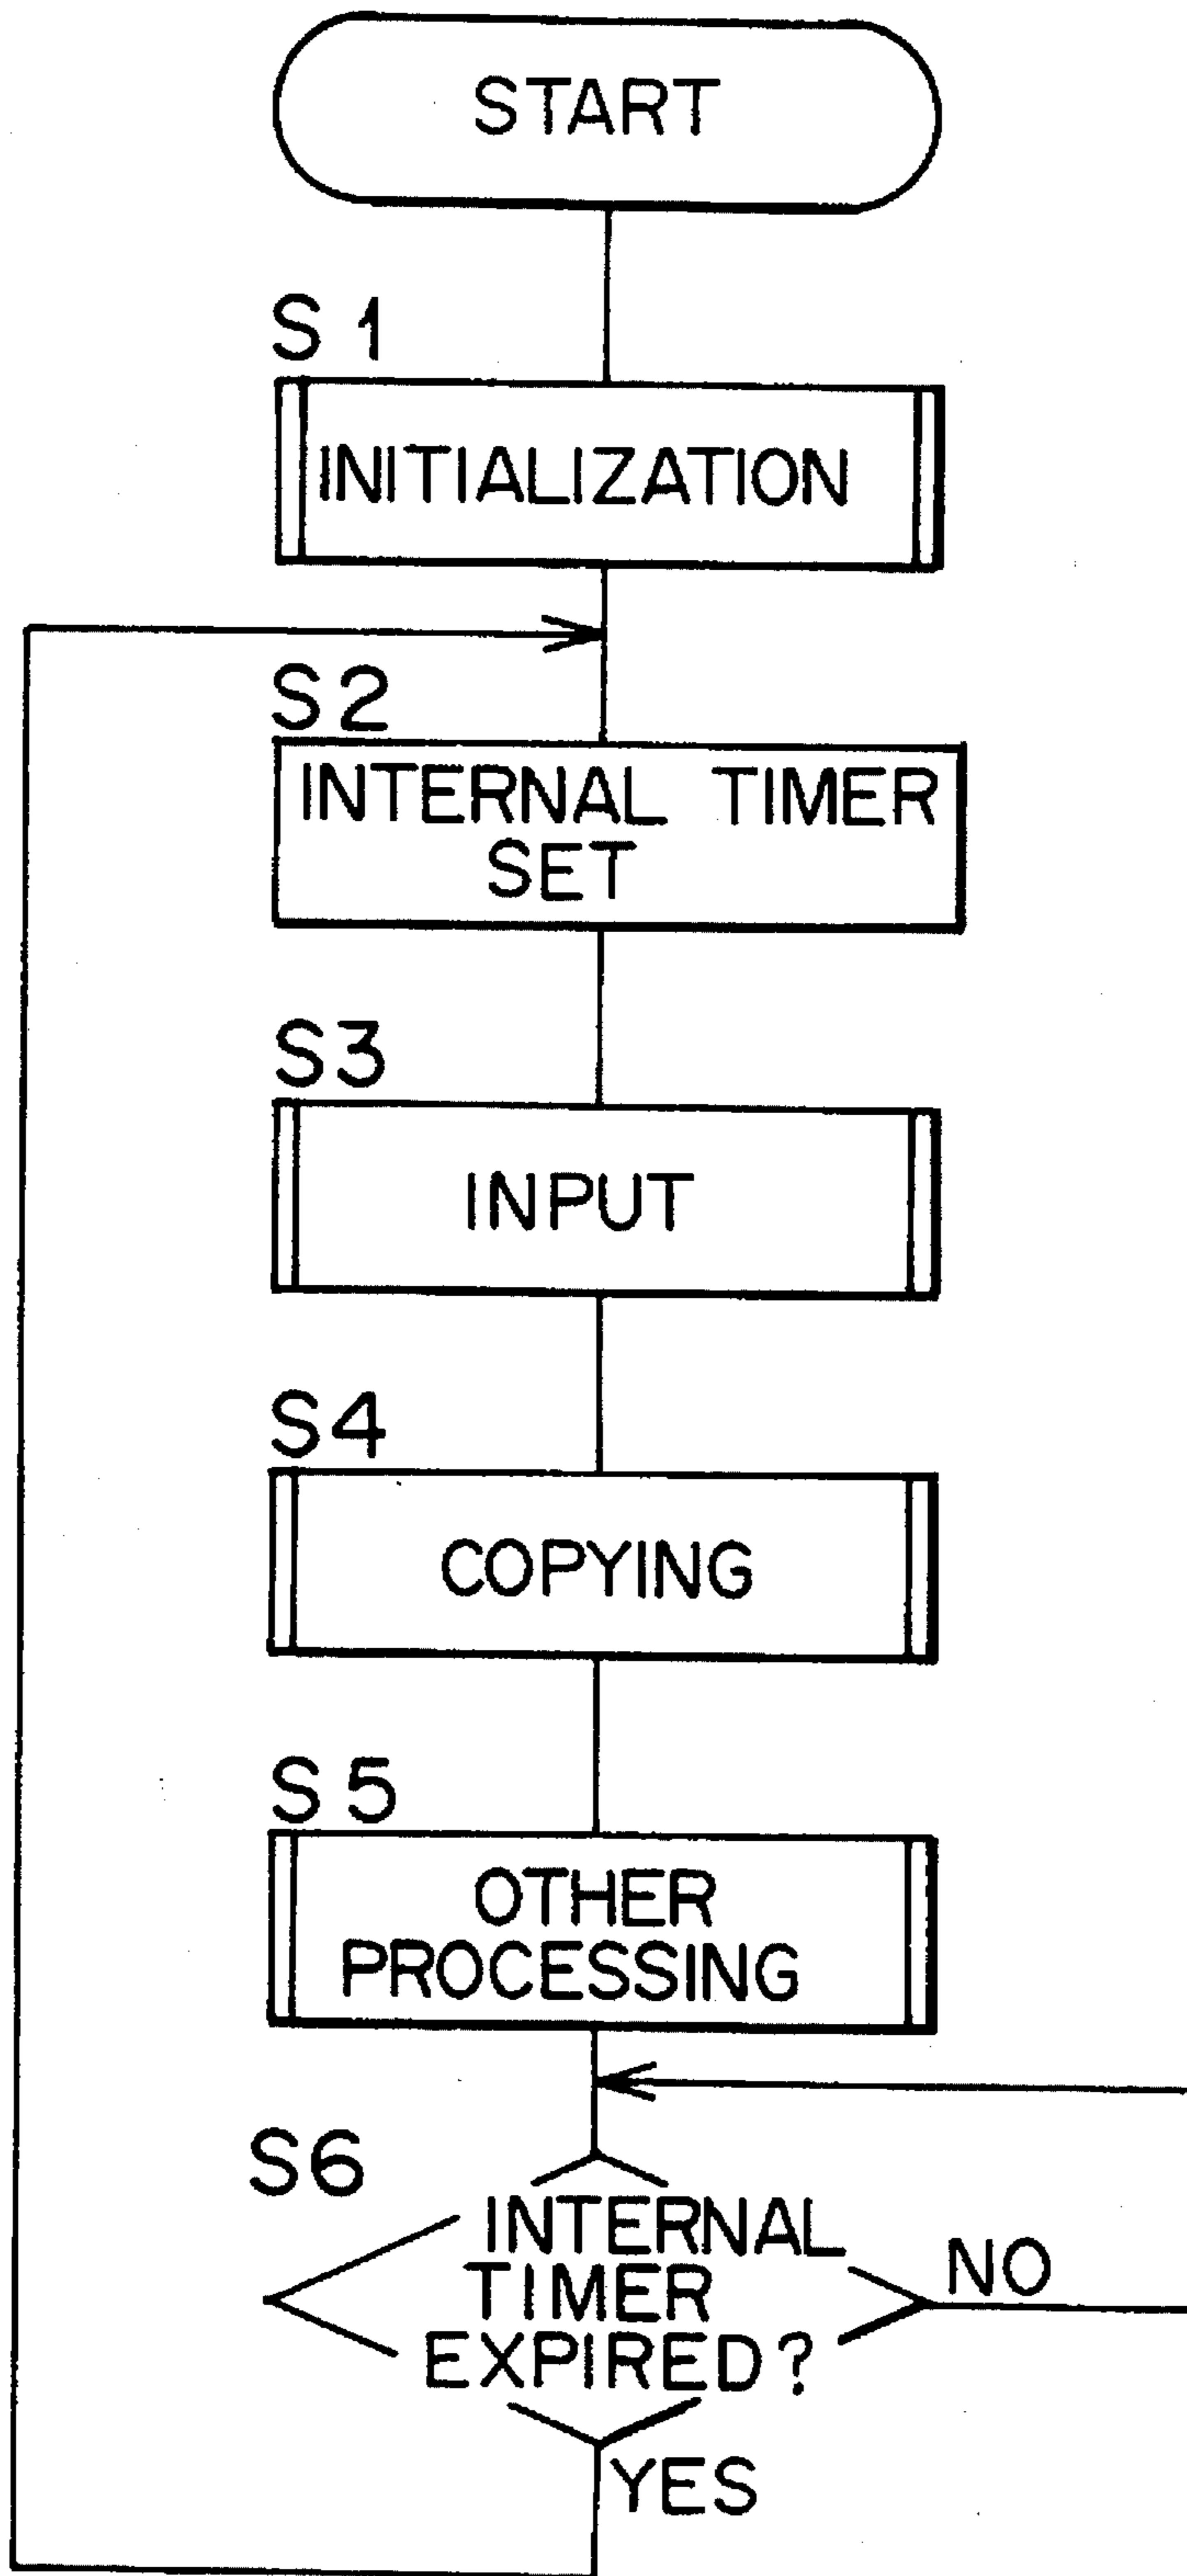 START
S1
INITIALIZATION
S2
INTERNAL TIMER
SET
S3
INPUT
S4
COPYING
S5
OTHER
PROCESSING
S6
INTERNAL
TIMER
EXPIRED?
NO
YES